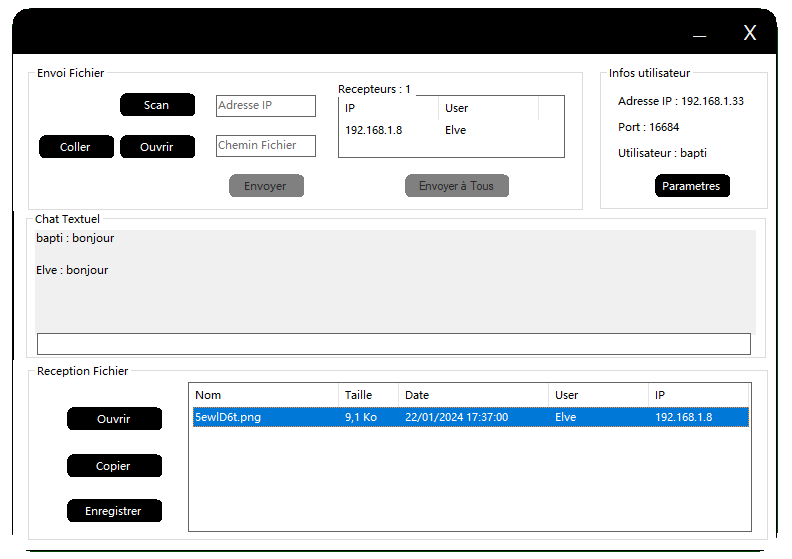 _ X
Envoi Fichier
Scan
Adresse IP
Coller
Ouvrir
Chemin Fichier
Envoyer
Recepteurs : 1
IP User
192.168.1.8 Elve
Envoyer à Tous
Infos utilisateur
Adresse IP : 192.168.1.33
Port : 16684
Utilisateur : bapti
Parametres
Chat Textuel
bapti : bonjour
Elve : bonjour
Reception Fichier
Ouvrir
Copier
Enregistrer
Nom Taille Date User IP
5ewlD6t.png 9,1 Ko 22/01/2024 17:37:00 Elve 192.168.1.8